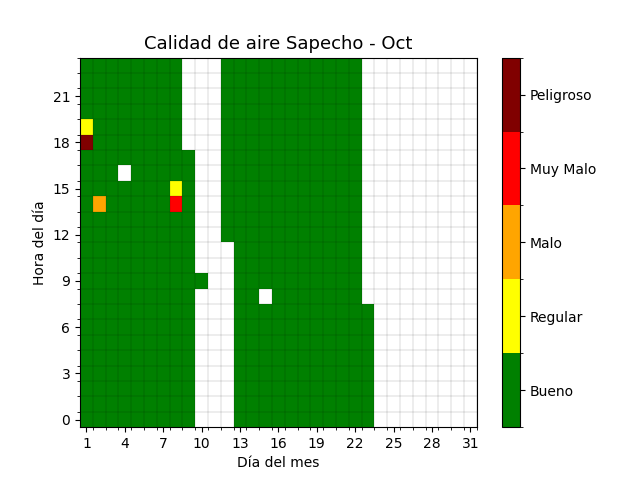 Calidad de aire Sapecho - Oct
Hora del día
21
18
15
12
9
6
3
0
1 4 7 10 13 16 19 22 25 28 31
Día del mes
Peligroso
Muy Malo
Malo
Regular
Bueno